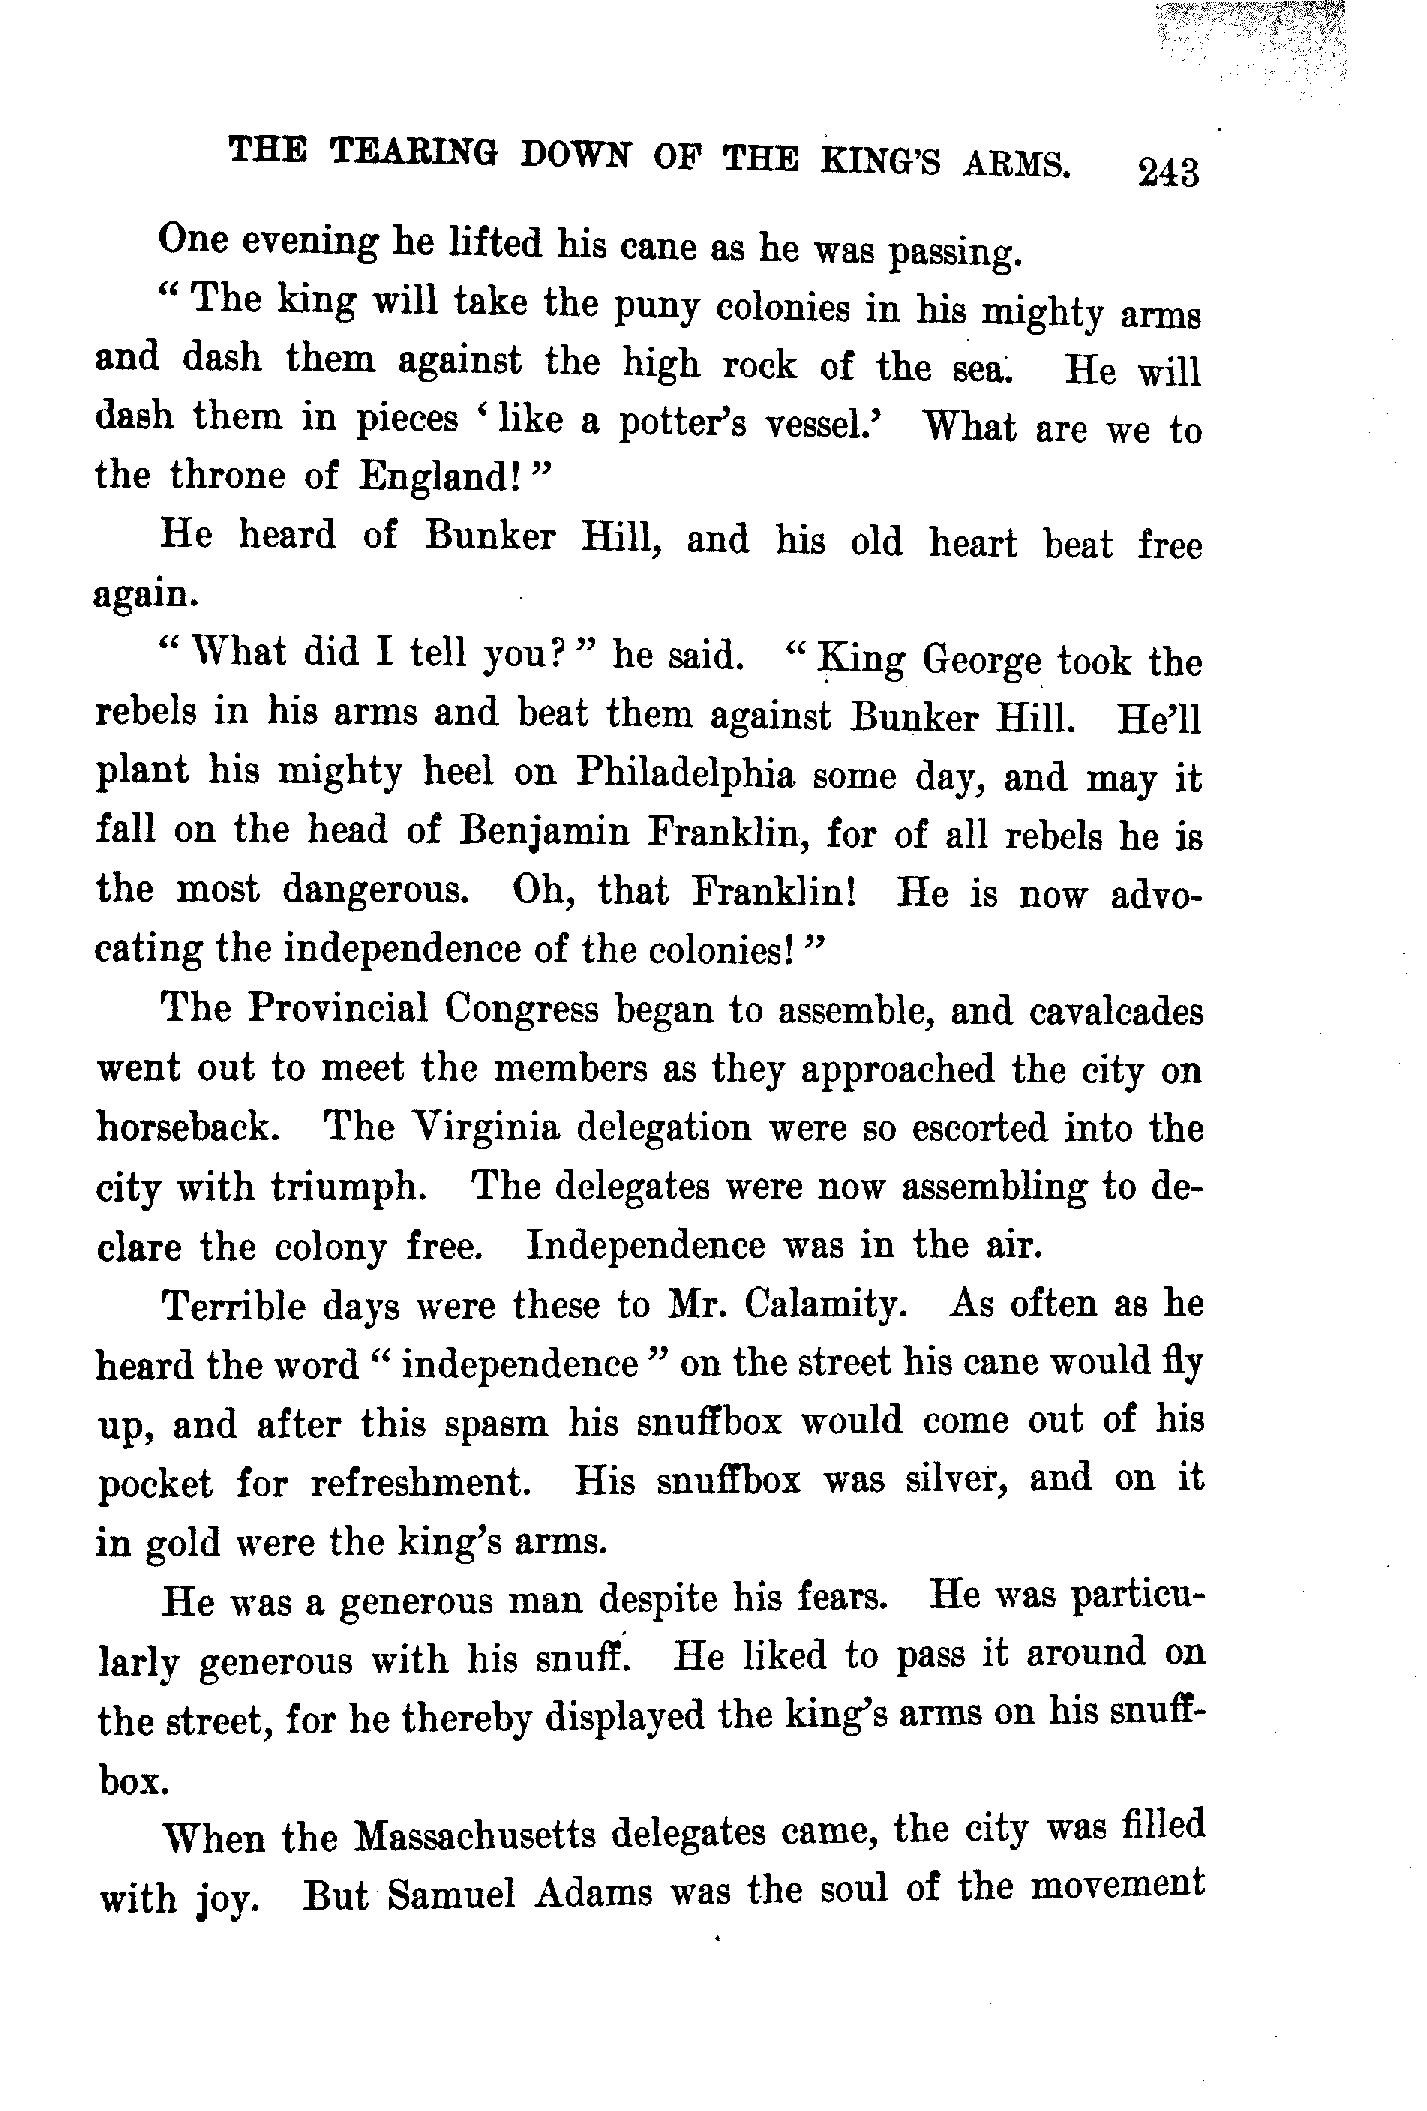 THE TEARING DOWN OF THE KING'S ARMS. 243
One evening he lifted his cane as he was passing.
“ The king will take the puny colonies in his mighty arms
and dash them against the high rock of the sea. He will
dash them in pieces ‘ like a potter’s vessel.’ What are we to
the throne of England! ”
He heard of Bunker Hill, and his old heart beat free
again.
“ What did I tell you? ” he said. “ King George took the
rebels in his arms and beat them against Bunker Hill. He’ll
plant his mighty heel on Philadelphia some day, and may it
fall on the head of Benjamin Franklin, for of all rebels he is
the most dangerous. Oh, that Franklin! He is now advo-
cating the independence of the colonies! ”
The Provincial Congress began to assemble, and cavalcades
went out to meet the members as they approached the city on
horseback. The Virginia delegation were so escorted into the
city with triumph. The delegates were now assembling to de-
clare the colony free. Independence was in the air.
Terrible days were these to Mr. Calamity. As often as he
heard the word “ independence ” on the street his cane would fly
up, and after this spasm his snuffbox would come out of his
pocket for refreshment. His snuffbox was silver, and on it
in gold were the king’s arms.
He was a generous man despite his fears. He was particu-
larly generous with his snuff. He liked to pass it around on
the street, for he thereby displayed the king’s arms on his snuff-
box.
When the Massachusetts delegates came, the city was filled
with joy. But Samuel Adams was the soul of the movement